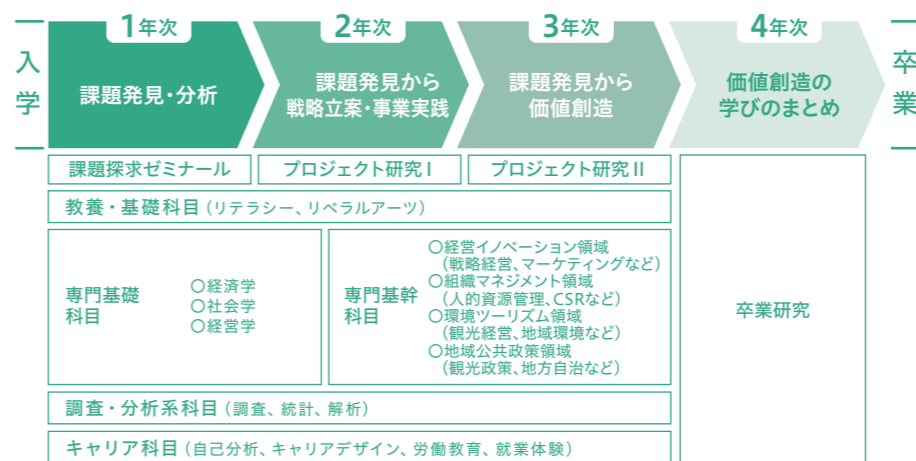 1年次
2年次
3年次
4年次
入学
課題発見・分析
課題発見から
戦略立案・事業実践
課題発見から
価値創造
価値創造の
学びのまとめ
卒業
課題探求ゼミナール
プロジェクト研究Ⅰ
プロジェクト研究Ⅱ
教養・基礎科目(リテラシー、リベラルアーツ)
専門基礎
科目
〇経済学
〇社会学
〇経営学
専門基幹
科目
〇経営イノベーション領域
(戦略経営、マーケティングなど)
〇組織マネジメント領域
(人的資源管理、CSRなど)
〇環境ツーリズム領域
(観光経営、地域環境など)
〇地域公共政策領域
(観光政策、地方自治など)
卒業研究
調査・分析系科目(調査、統計、解析)
キャリア科目(自己分析、キャリアデザイン、労働教育、就業体験)